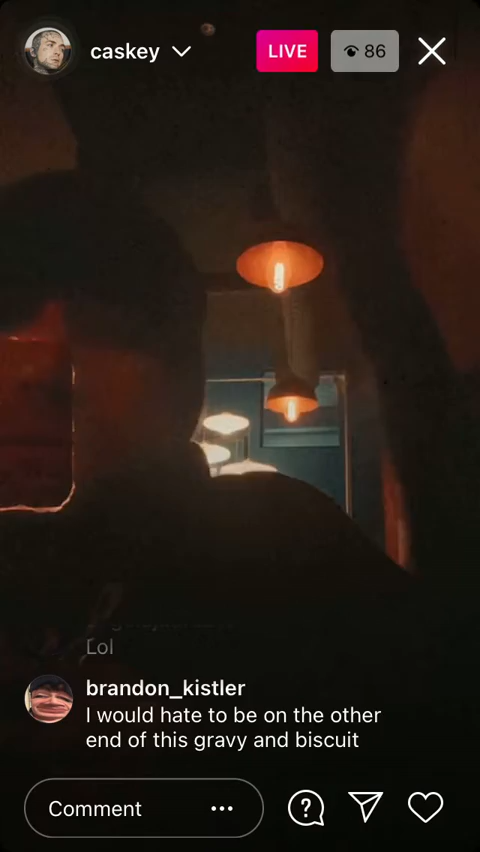 caskey
LIVE
86
Lol
brandon_kistler
I would hate to be on the other
end of this gravy and biscuit
Comment